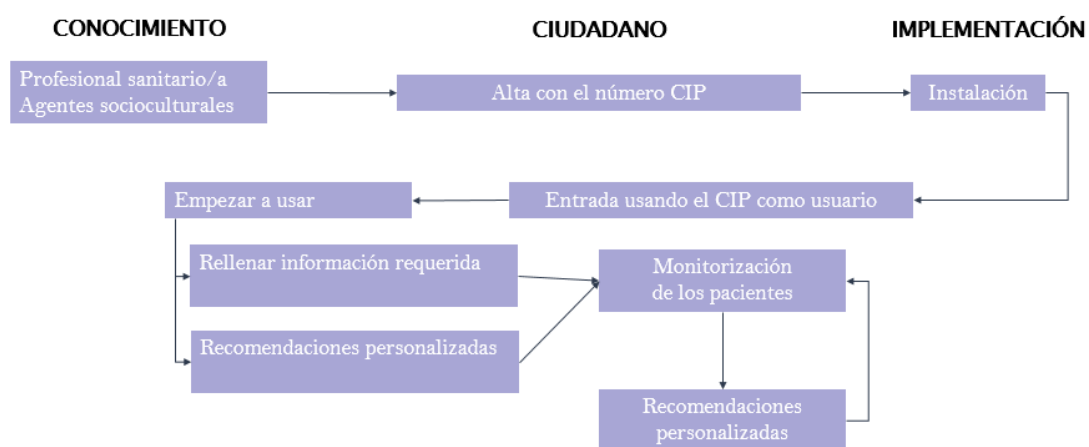 CONOCIMIENTO
CIUDADANO
IMPLEMENTACIÓN
Profesional sanitario/a
Agentes socioculturales
Alta con el número CIP
Instalación
Empezar a usar
Entrada usando el CIP como usuario
Rellenar información requerida
Monitorización
de los pacientes
Recomendaciones personalizadas
Recomendaciones
personalizadas